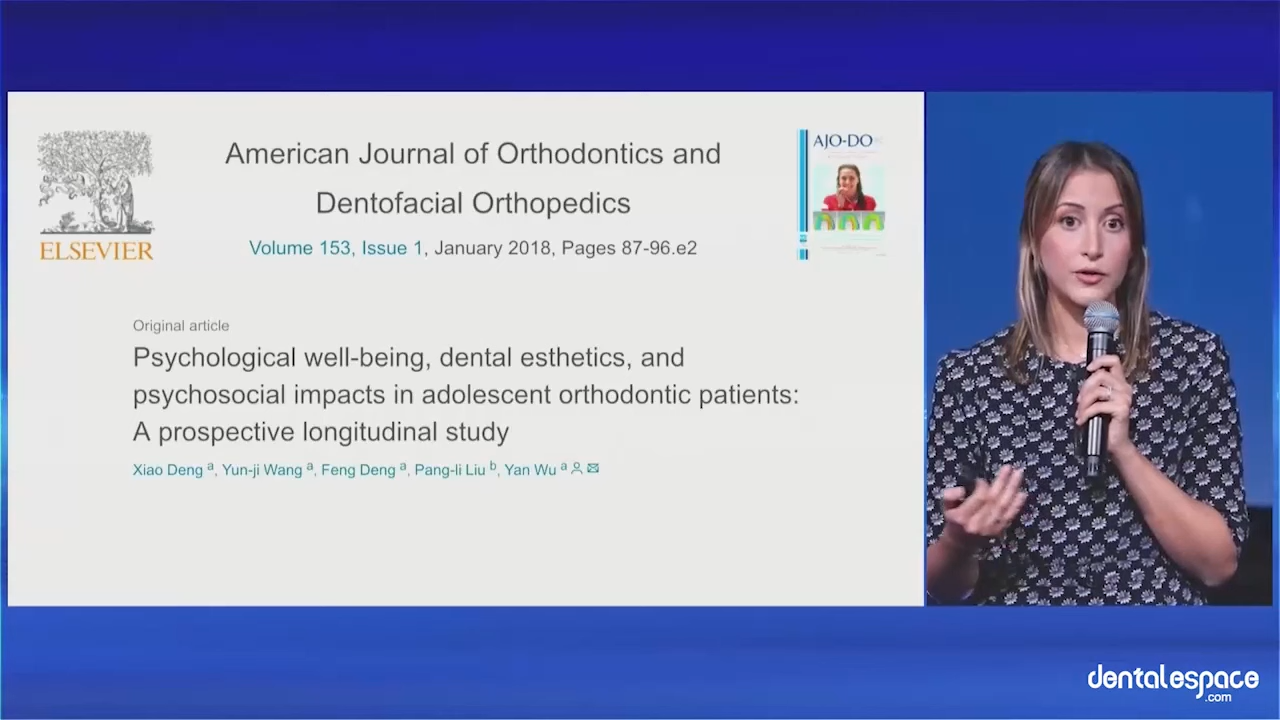 American Journal of Orthodontics and
Dentofacial Orthopedics
Volume 153, Issue 1, January 2018, Pages 87-96.e2
ELSEVIER
AJO-DO
Original article
Psychological well-being, dental esthetics, and
psychosocial impacts in adolescent orthodontic patients:
A prospective longitudinal study
Xiao Deng a, Yun-ji Wang a, Feng Deng a, Pang-li Liu b, Yan Wu a
dentalespace
.com